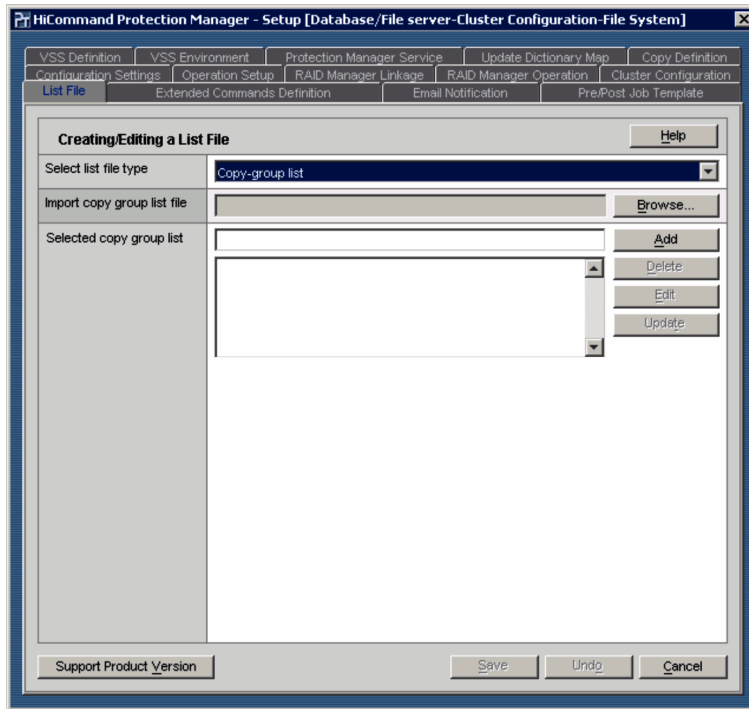 HiCommand Protection Manager - Setup [Database/File server-Cluster Configuration-File System]
VSS Definition VSS Environment Protection Manager Service Update Dictionary Map Copy Definition
Configuration Settings Operation Setup RAID Manager Linkage RAID Manager Operation Cluster Configuration
List File Extended Commands Definition Email Notification Pre/Post Job Template
Creating/Editing a List File Help
Select list file type Copy-group list
Import copy group list file Browse...
Selected copy group list Add
Delete
Edit
Update
Support Product Version Save Undo Cancel